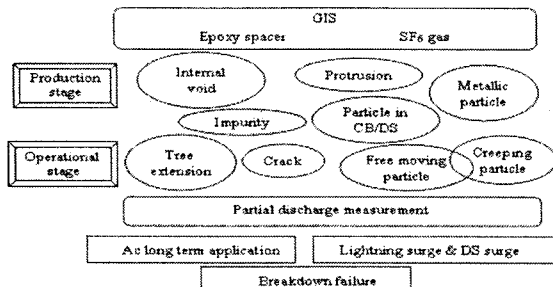 GIS
Epoxy spacer SF6 gas
Production stage
Internal void
Protrusion
Metallic particle
Impurity
Particle in CB/DS
Operational stage
Tree extension
Crack
Free moving particle
Creeping particle
Partial discharge measurement
Ac long term application
Lightning surge & DS surge
Breakdown failure